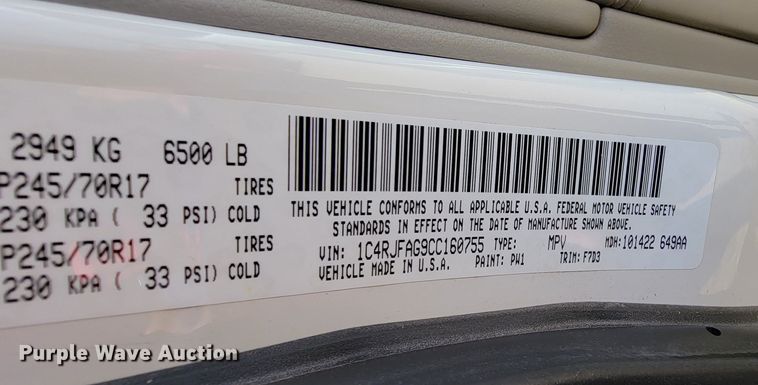 2949 KG 6500 LB
P245/70R17 TIRES
230 KPA ( 33 PSI) COLD
P245/70R17 TIRES
230 KPA ( 33 PSI) COLD
THIS VEHICLE CONFORMS TO ALL APPLICABLE U.S.A. FEDERAL MOTOR VEHICLE SAFETY
STANDARDS IN EFFECT ON THE DATE OF MANUFACTURE SHOWN ABOVE.
VIN: 1C4RJFAG9CC160755 TYPE: MPV MDH: 101422 649AA
VEHICLE MADE IN U.S.A. PAINT: PW1 TRIM: F7D3
Purple Wave Auction